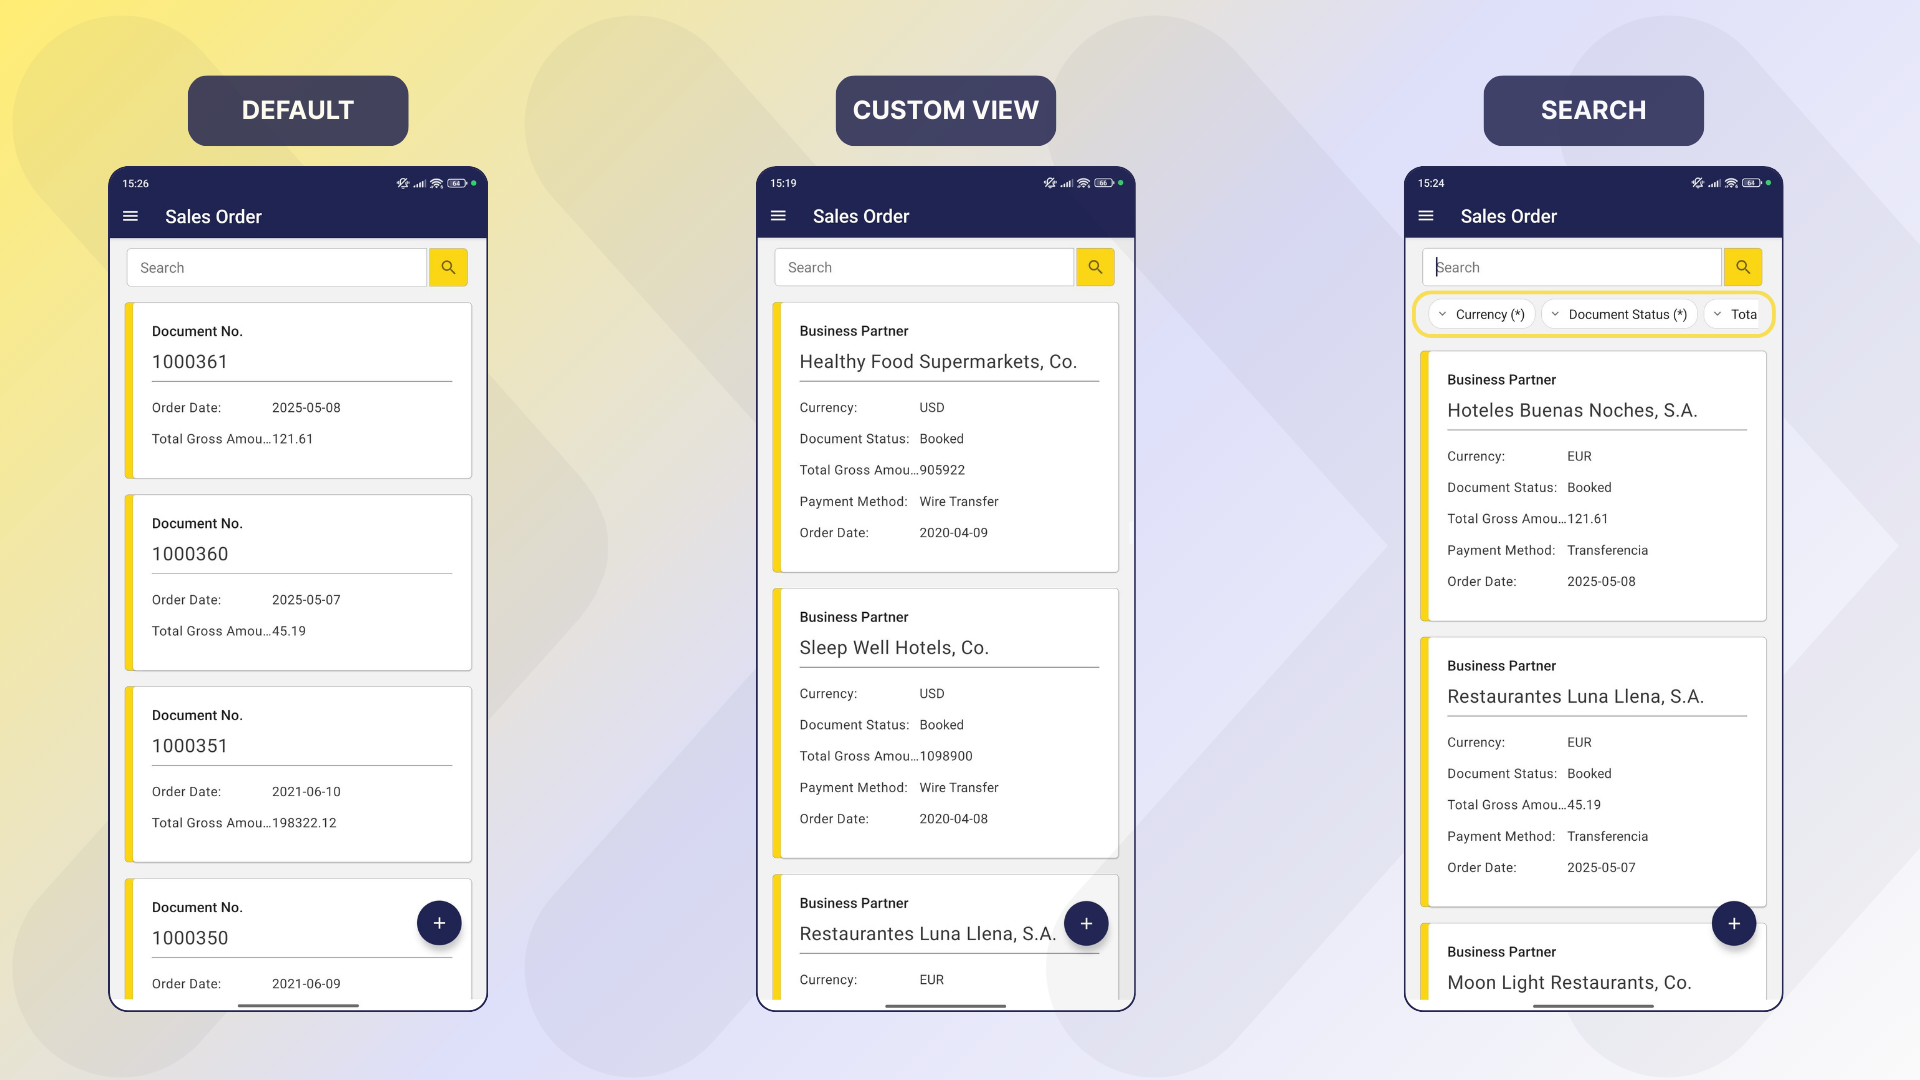 DEFAULT
15:26
64
Sales Order
Search
Document No.
1000361
Order Date: 2025-05-08
Total Gross Amou...121.61
Document No.
1000360
Order Date: 2025-05-07
Total Gross Amou...45.19
Document No.
1000351
Order Date: 2021-06-10
Total Gross Amou...198322.12
Document No.
1000350
Order Date: 2021-06-09
+
CUSTOM VIEW
15:19
66
Sales Order
Search
Business Partner
Healthy Food Supermarkets, Co.
Currency: USD
Document Status: Booked
Total Gross Amou...905922
Payment Method: Wire Transfer
Order Date: 2020-04-09
Business Partner
Sleep Well Hotels, Co.
Currency: USD
Document Status: Booked
Total Gross Amou...1098900
Payment Method: Wire Transfer
Order Date: 2020-04-08
Business Partner
Restaurantes Luna Llena, S.A.
Currency: EUR
+
SEARCH
15:24
64
Sales Order
Search
Currency (*) Document Status (*) Tota
Business Partner
Hoteles Buenas Noches, S.A.
Currency: EUR
Document Status: Booked
Total Gross Amou...121.61
Payment Method: Transferencia
Order Date: 2025-05-08
Business Partner
Restaurantes Luna Llena, S.A.
Currency: EUR
Document Status: Booked
Total Gross Amou...45.19
Payment Method: Transferencia
Order Date: 2025-05-07
Business Partner
Moon Light Restaurants, Co.
+